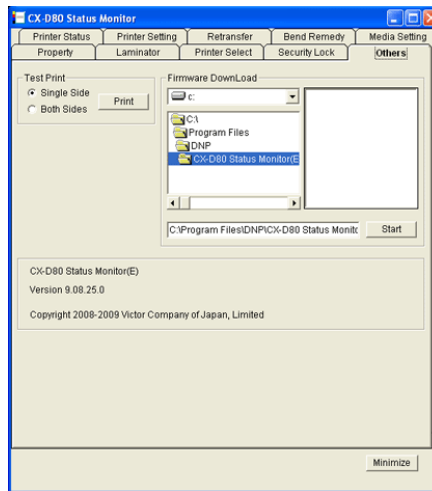 CX-D80 Status Monitor
Printer Status Printer Setting Retransfer Bend Remedy Media Setting
Property Laminator Printer Select Security Lock Others
Test Print
Single Side
Both Sides
Print
Firmware DownLoad
c:
C:\
Program Files
DNP
CX-D80 Status Monitor(E
C:\Program Files\DNP\CX-D80 Status Monitc
Start
CX-D80 Status Monitor(E)
Version 9.08.25.0
Copyright 2008-2009 Victor Company of Japan, Limited
Minimize